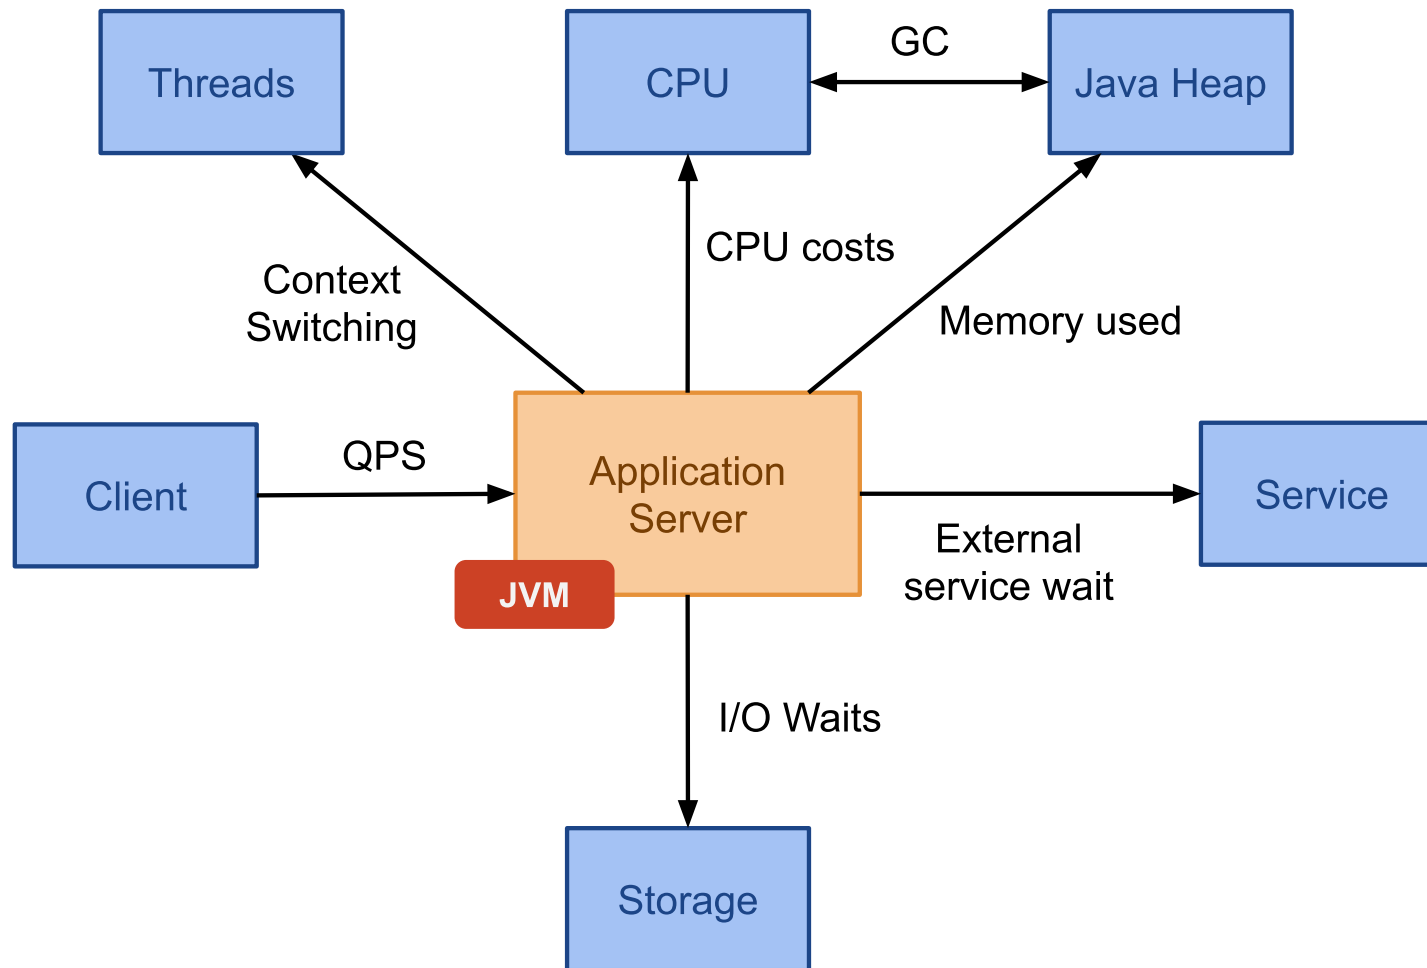 Threads
CPU
GC
Java Heap
Context
Switching
CPU costs
Memory used
Client
QPS
Application
Server
JVM
External
service wait
Service
I/O Waits
Storage